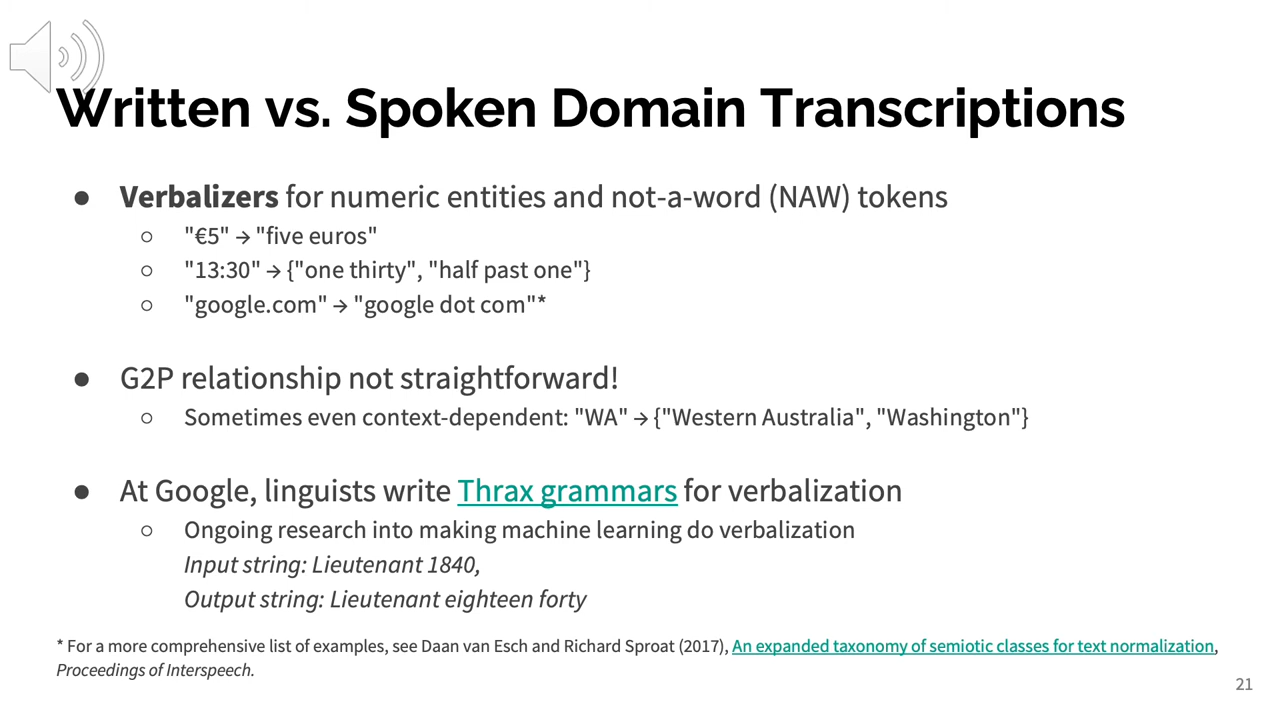 Written vs. Spoken Domain Transcriptions
● Verbalizers for numeric entities and not-a-word (NAW) tokens
○ "€5" → "five euros"
○ "13:30" → {"one thirty", "half past one"}
○ "google.com" → "google dot com"*
● G2P relationship not straightforward!
○ Sometimes even context-dependent: "WA" → {"Western Australia", "Washington"}
● At Google, linguists write Thrax grammars for verbalization
○ Ongoing research into making machine learning do verbalization
Input string: Lieutenant 1840,
Output string: Lieutenant eighteen forty
* For a more comprehensive list of examples, see Daan van Esch and Richard Sproat (2017), An expanded taxonomy of semiotic classes for text normalization,
Proceedings of Interspeech.
21